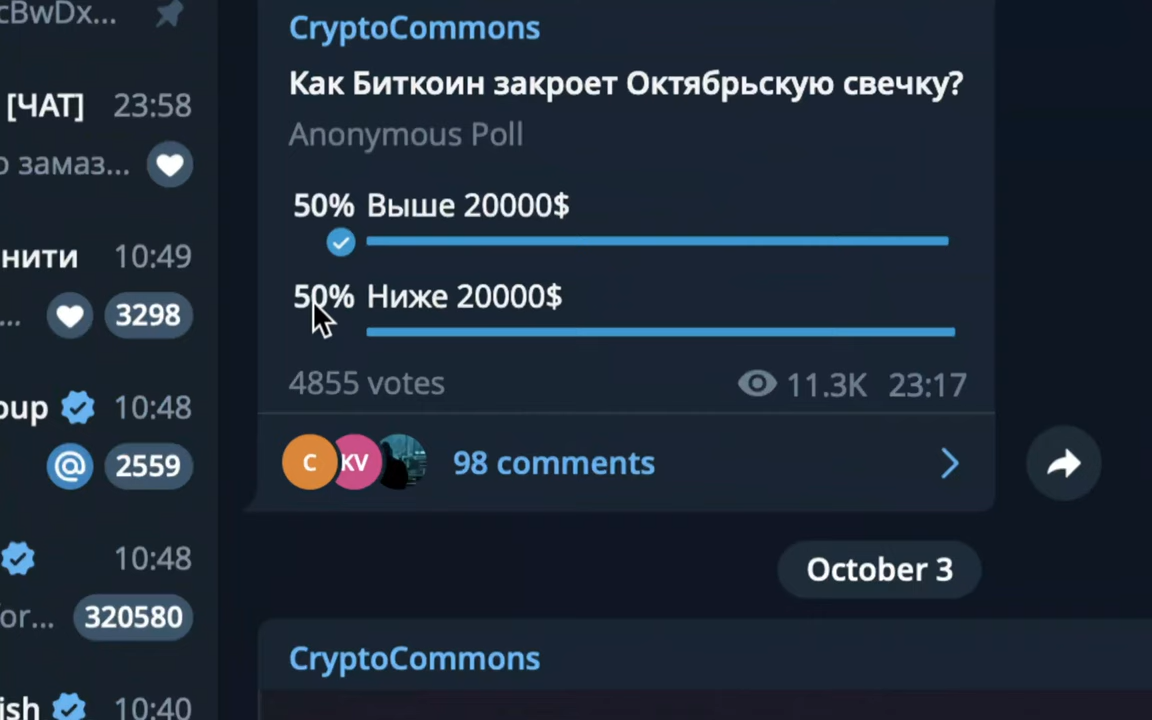 cBwDx...
[ЧАТ] 23:58
о замаз...
нити 10:49
... 3298
oup 10:48
@ 2559
10:48
or... 320580
ish 10:40
CryptoCommons
Как Биткоин закроет Октябрьскую свечку?
Anonymous Poll
50% Выше 20000$
50% Ниже 20000$
4855 votes 11.3K 23:17
C KV 98 comments
October 3
CryptoCommons